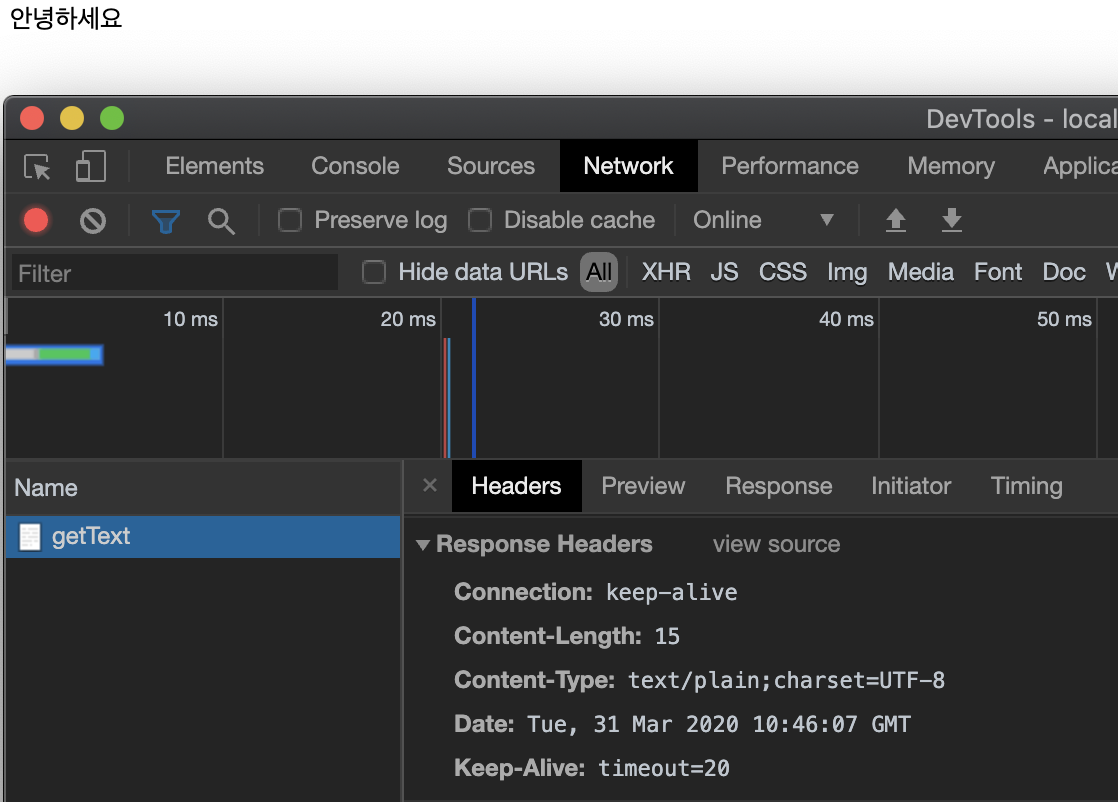 안녕하세요
DevTools - local
Elements Console Sources Network Performance Memory Applica
Preserve log Disable cache Online
Filter Hide data URLs All XHR JS CSS Img Media Font Doc W
10 ms 20 ms 30 ms 40 ms 50 ms
Name Headers Preview Response Initiator Timing
getText Response Headers view source
Connection: keep-alive
Content-Length: 15
Content-Type: text/plain;charset=UTF-8
Date: Tue, 31 Mar 2020 10:46:07 GMT
Keep-Alive: timeout=20